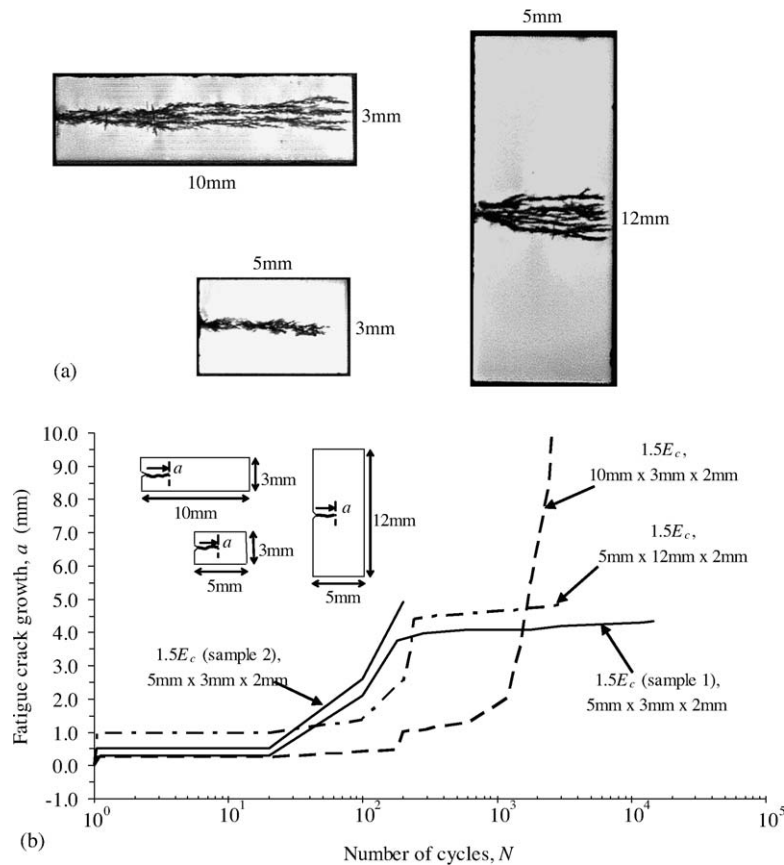 5mm
3mm
10mm
5mm
3mm
12mm
(a)
10.0
9.0
8.0
7.0
6.0
5.0
4.0
3.0
2.0
1.0
0.0
-1.0
Fatigue crack growth, a (mm)
a
3mm
10mm
a
3mm
5mm
a
12mm
5mm
1.5E_c,
10mm x 3mm x 2mm
1.5E_c,
5mm x 12mm x 2mm
1.5E_c (sample 2),
5mm x 3mm x 2mm
1.5E_c (sample 1),
5mm x 3mm x 2mm
10^0
10^1
10^2
10^3
10^4
10^5
(b)
Number of cycles, N